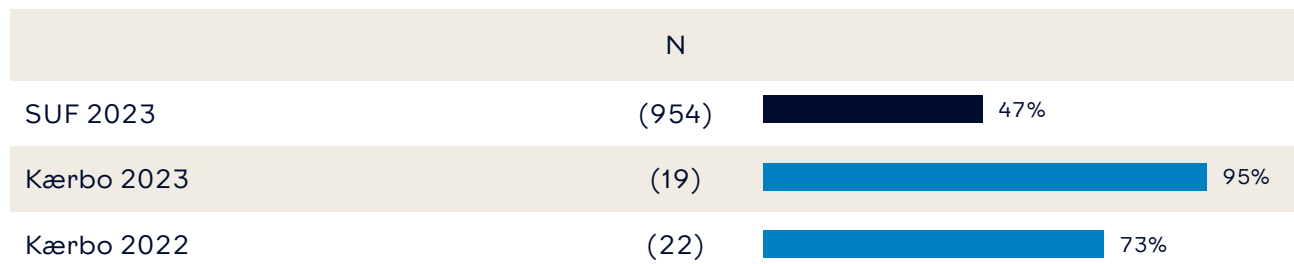 N
SUF 2023 (954) 47%
Kærbo 2023 (19) 95%
Kærbo 2022 (22) 73%